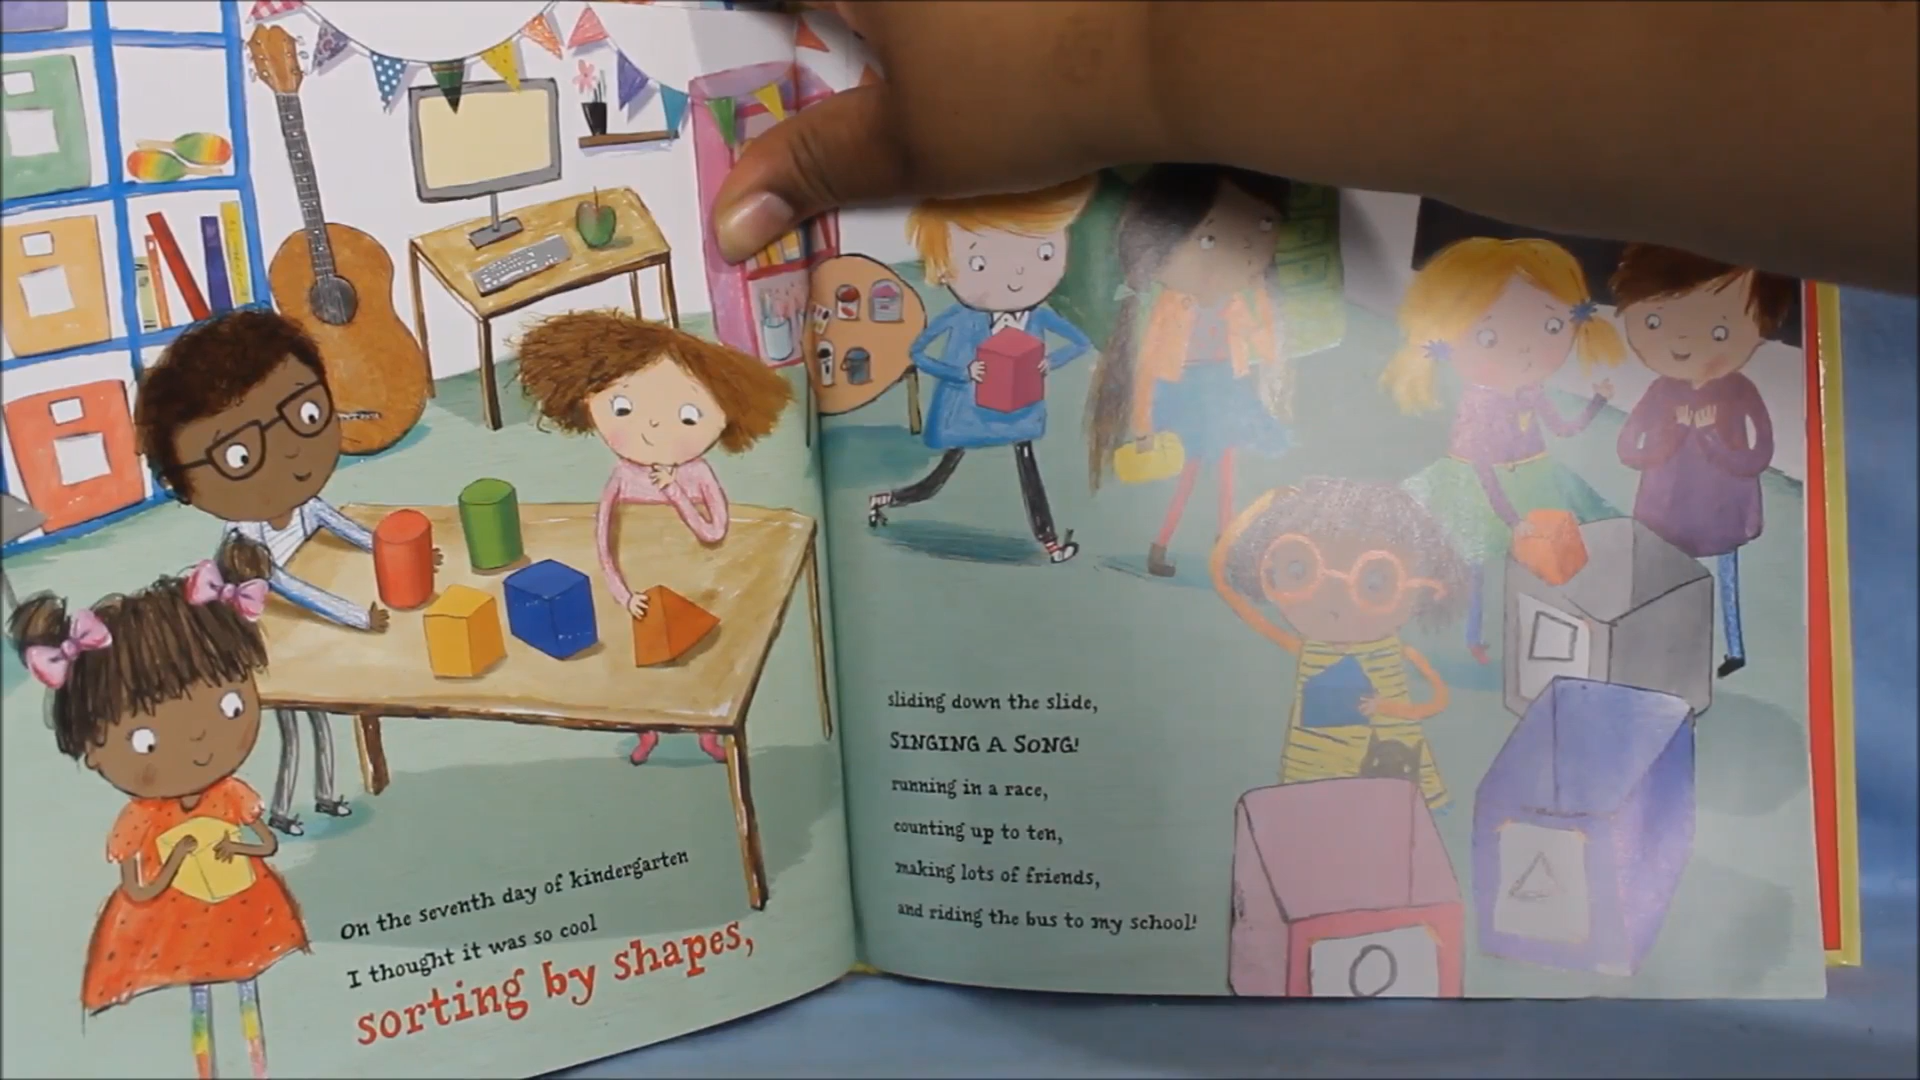 On the seventh day of kindergarten
I thought it was so cool
sorting by shapes,
sliding down the slide,
SINGING A SONG!
running in a race,
counting up to ten,
making lots of friends,
and riding the bus to my school!